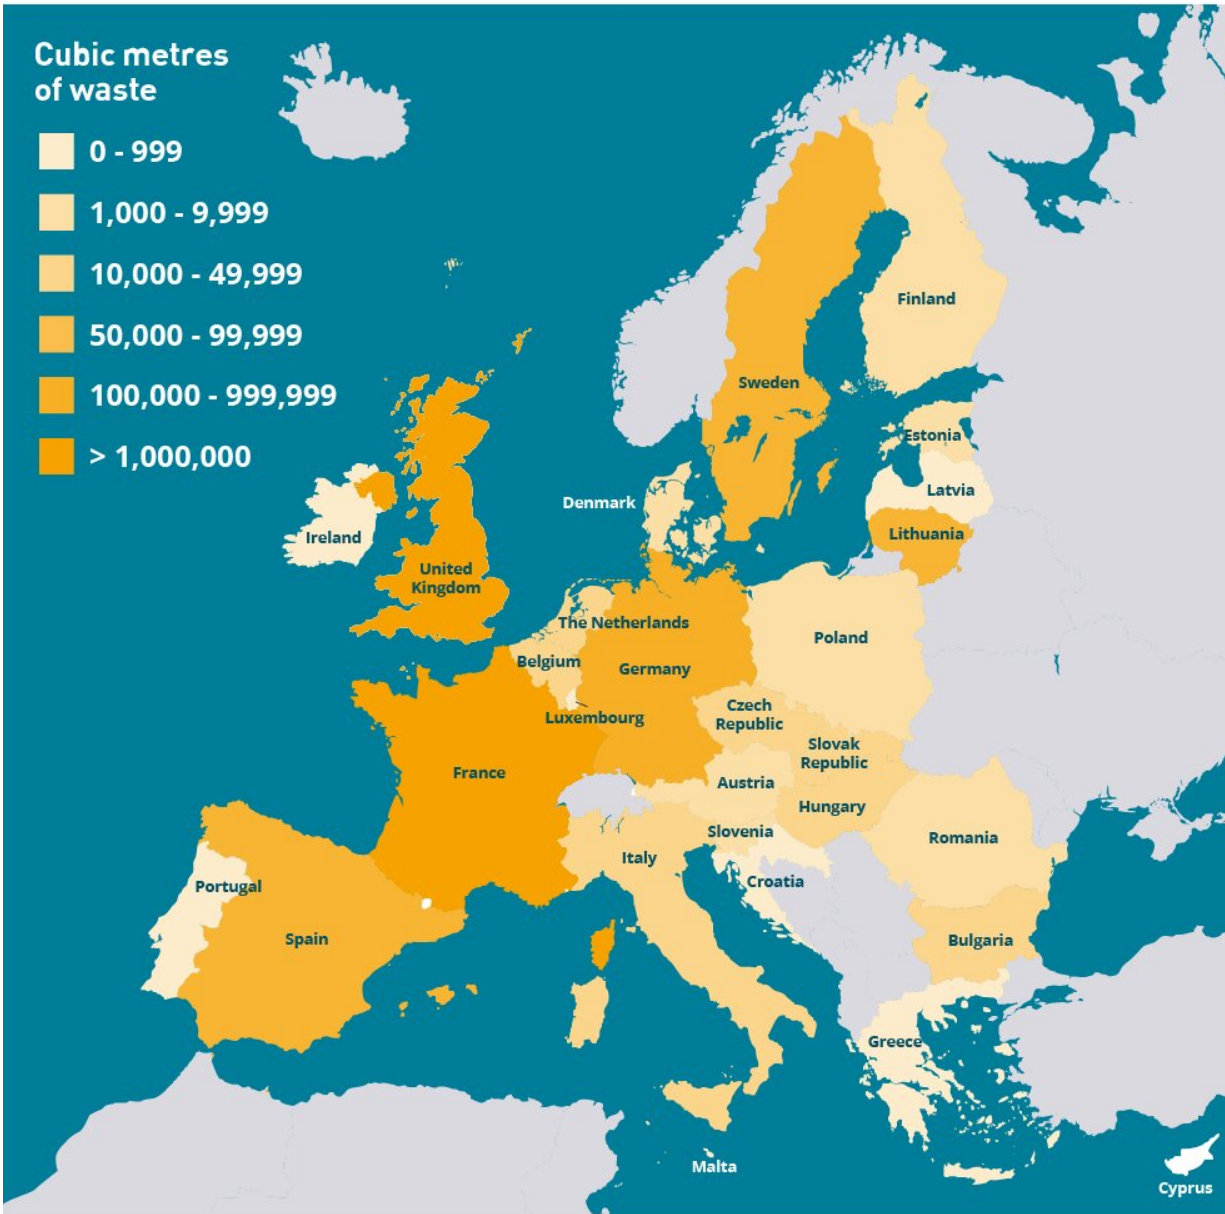 Cubic metres
of waste
0 - 999
1,000 - 9,999
10,000 - 49,999
50,000 - 99,999
100,000 - 999,999
> 1,000,000
Finland
Sweden
Estonia
Latvia
Denmark
Lithuania
Ireland
United
Kingdom
The Netherlands
Poland
Belgium
Germany
Czech
Republic
Luxembourg
Slovak
Republic
France
Austria
Hungary
Slovenia
Romania
Italy
Croatia
Portugal
Spain
Bulgaria
Greece
Malta
Cyprus